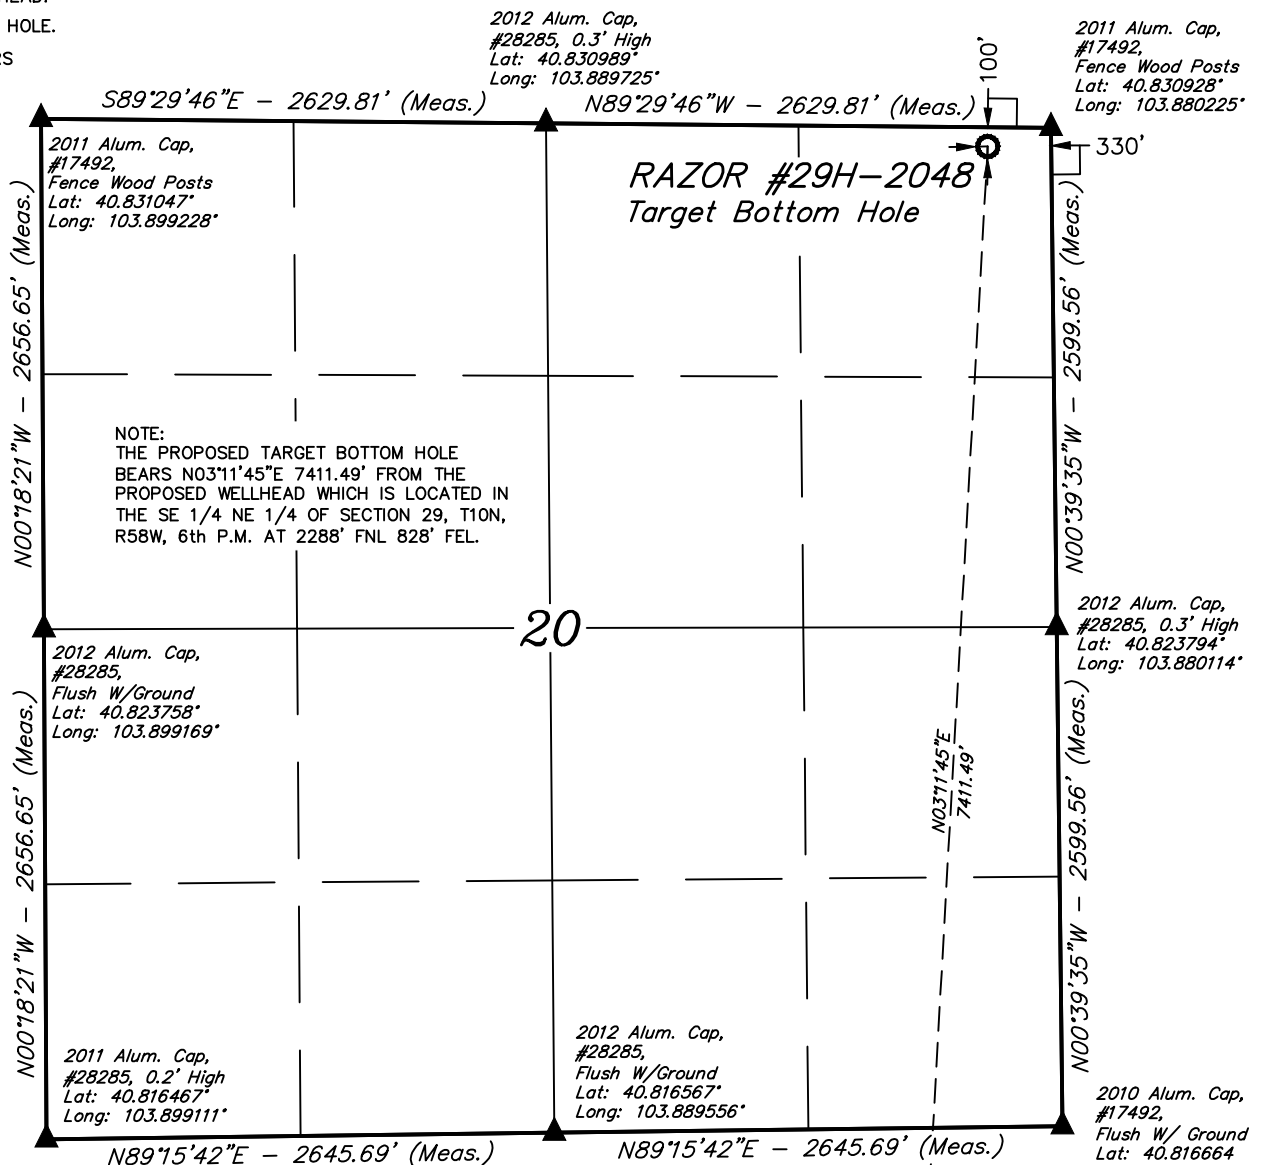 HEAD.
HOLE.
RS
2012 Alum. Cap,
#28285, 0.3' High
Lat: 40.830989°
Long: 103.889725°
100'
2011 Alum. Cap,
#17492,
Fence Wood Posts
Lat: 40.830928°
Long: 103.880225°
S89°29'46"E - 2629.81' (Meas.)
N89°29'46"W - 2629.81' (Meas.)
330'
2011 Alum. Cap,
#17492,
Fence Wood Posts
Lat: 40.831047°
Long: 103.899228°
RAZOR #29H-2048
Target Bottom Hole
N00°18'21"W - 2656.65' (Meas.)
N00°39'35"W - 2599.56' (Meas.)
NOTE:
THE PROPOSED TARGET BOTTOM HOLE
BEARS N03°11'45"E 7411.49' FROM THE
PROPOSED WELLHEAD WHICH IS LOCATED IN
THE SE 1/4 NE 1/4 OF SECTION 29, T10N,
R58W, 6th P.M. AT 2288' FNL 828' FEL.
20
2012 Alum. Cap,
#28285, 0.3' High
Lat: 40.823794°
Long: 103.880114°
2012 Alum. Cap,
#28285,
Flush W/Ground
Lat: 40.823758°
Long: 103.899169°
N03°11'45"E
7411.49'
N00°18'21"W - 2656.65' (Meas.)
N00°39'35"W - 2599.56' (Meas.)
2011 Alum. Cap,
#28285, 0.2' High
Lat: 40.816467°
Long: 103.899111°
2012 Alum. Cap,
#28285,
Flush W/Ground
Lat: 40.816567°
Long: 103.889556°
2010 Alum. Cap,
#17492,
Flush W/ Ground
Lat: 40.816664
N89°15'42"E - 2645.69' (Meas.)
N89°15'42"E - 2645.69' (Meas.)